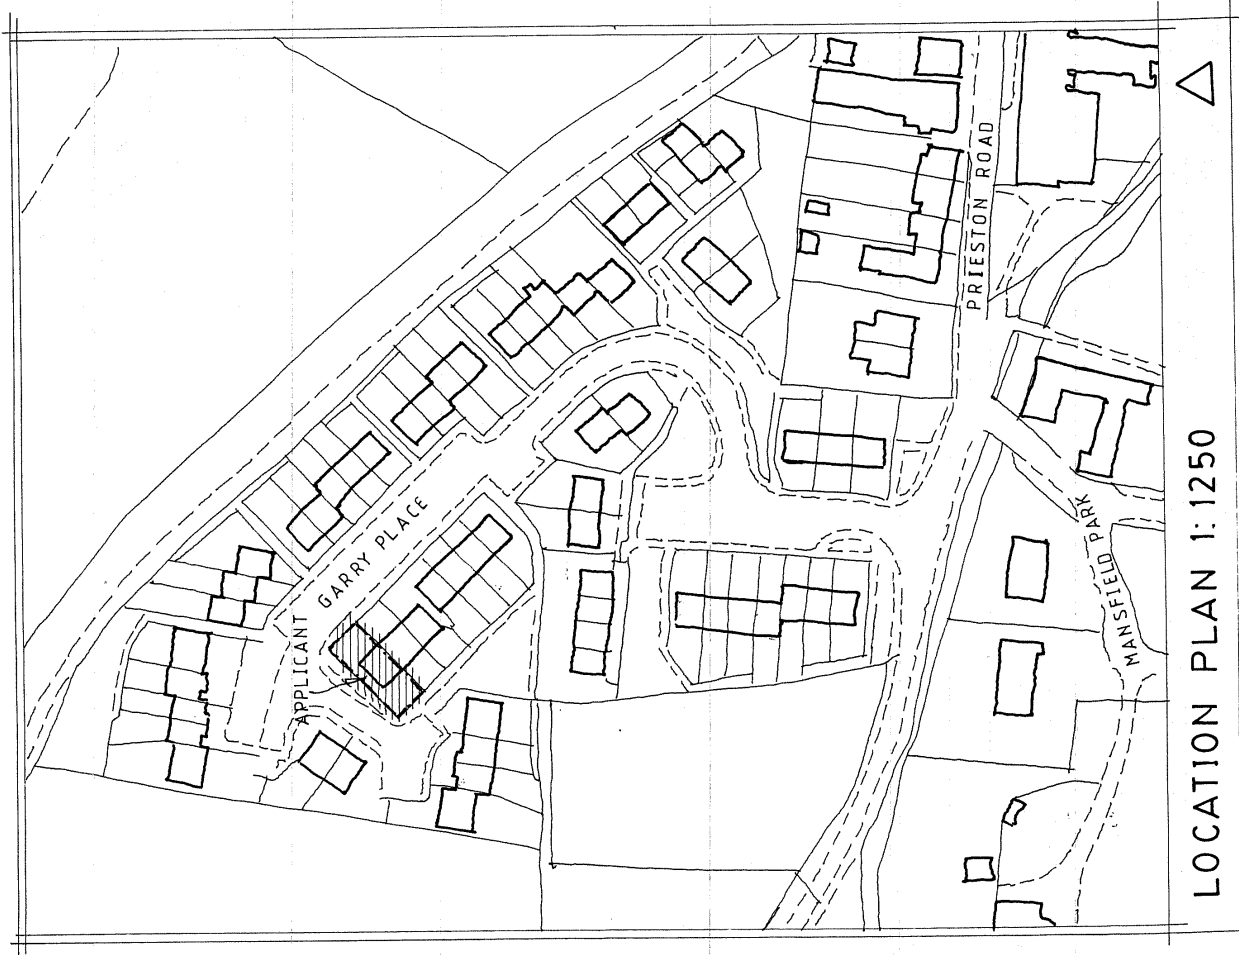 PRIESTON ROAD
GARRY PLACE
APPLICANT
MANSFIELD PARK
LOCATION PLAN 1:1250